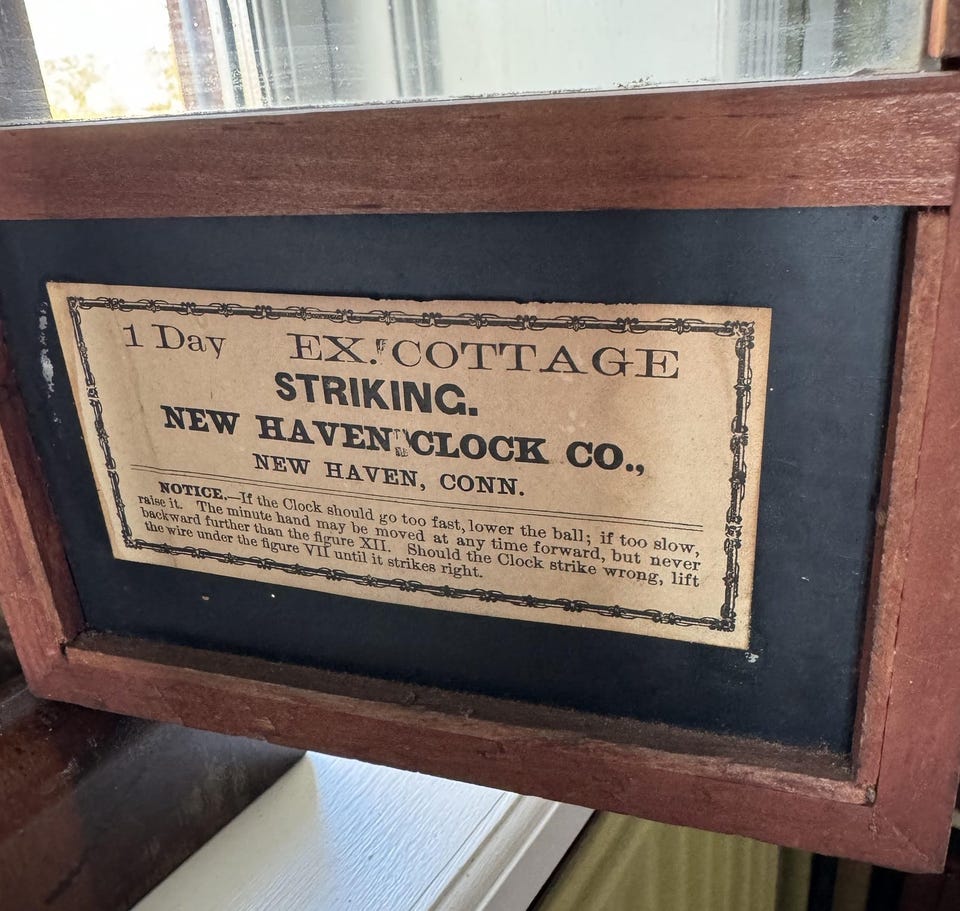 1 Day EX. COTTAGE
STRIKING.
NEW HAVEN CLOCK CO.,
NEW HAVEN, CONN.
NOTICE.—If the Clock should go too fast, lower the ball; if too slow,
raise it. The minute hand may be moved at any time forward, but never
backward further than the figure XII. Should the Clock strike wrong, lift
the wire under the figure VII until it strikes right.